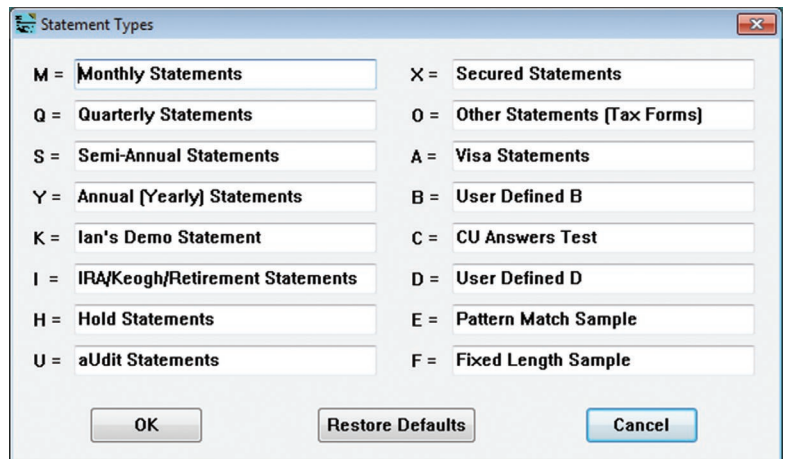 Statement Types
M = Monthly Statements
X = Secured Statements
Q = Quarterly Statements
O = Other Statements (Tax Forms)
S = Semi-Annual Statements
A = Visa Statements
Y = Annual (Yearly) Statements
B = User Defined B
K = Ian's Demo Statement
C = CU Answers Test
I = IRA/Keogh/Retirement Statements
D = User Defined D
H = Hold Statements
E = Pattern Match Sample
U = aUdit Statements
F = Fixed Length Sample
OK
Restore Defaults
Cancel